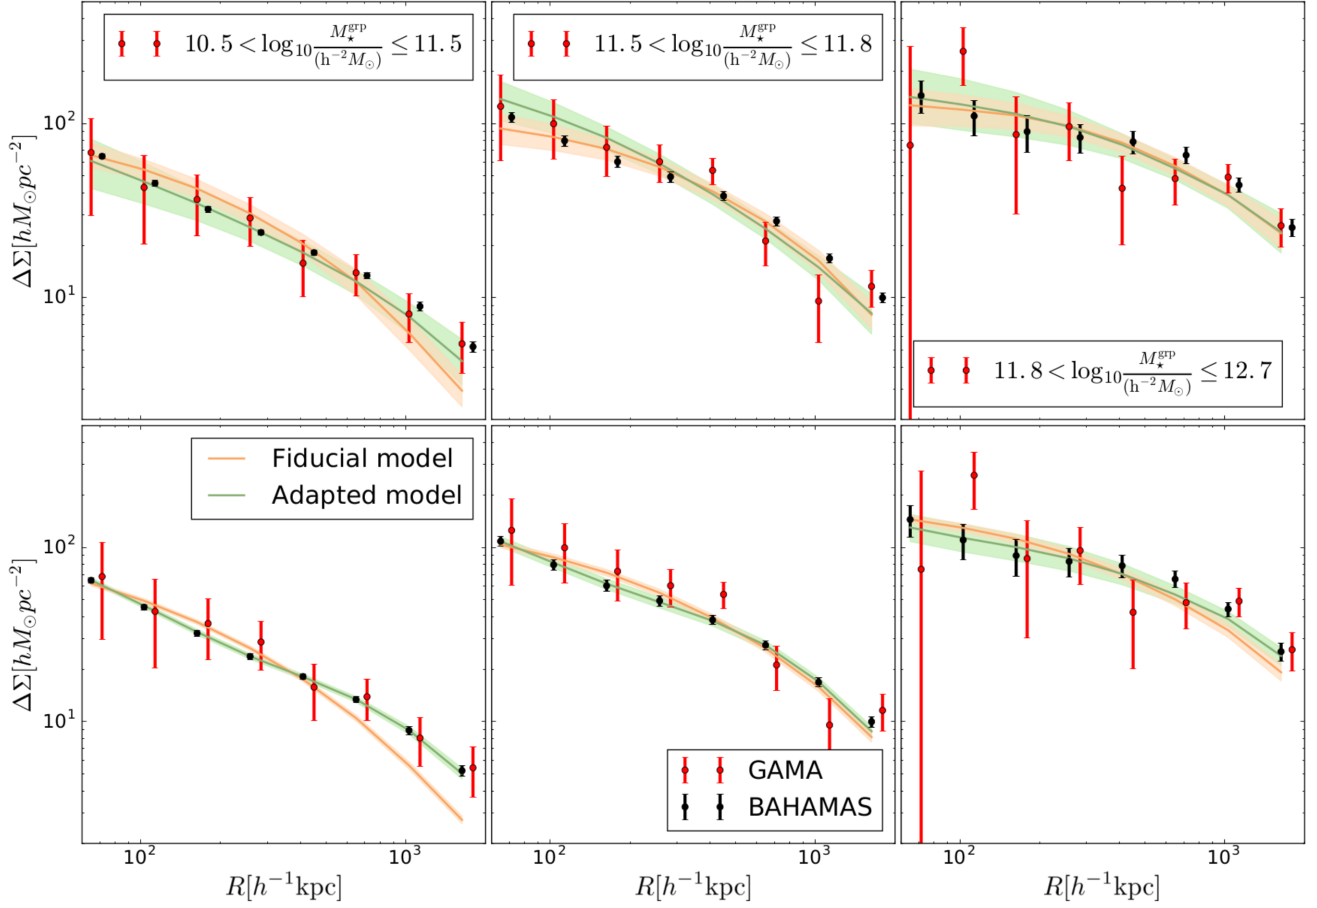 10.5 < log₁₀ M⋆^grp / (h⁻²M⊙) ≤ 11.5
11.5 < log₁₀ M⋆^grp / (h⁻²M⊙) ≤ 11.8
10²
10¹
ΔΣ[hM⊙pc⁻²]
11.8 < log₁₀ M⋆^grp / (h⁻²M⊙) ≤ 12.7
Fiducial model
Adapted model
10²
10¹
ΔΣ[hM⊙pc⁻²]
GAMA
BAHAMAS
10² 10³ 10² 10³ 10² 10³
R[h⁻¹kpc] R[h⁻¹kpc] R[h⁻¹kpc]